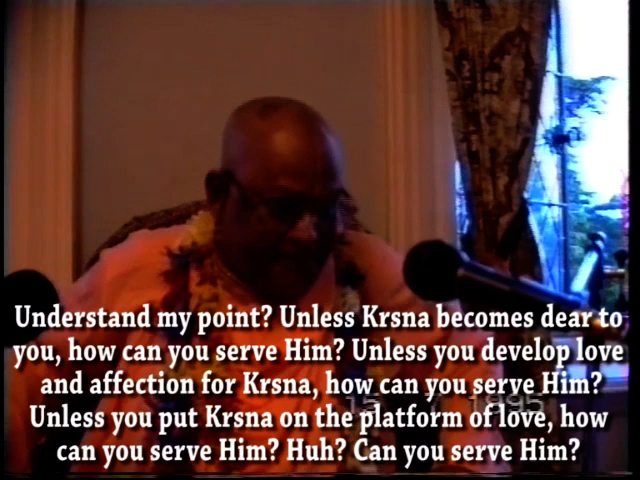 Understand my point? Unless Krsna becomes dear to
you, how can you serve Him? Unless you develop love
and affection for Krsna, how can you serve Him?
Unless you put Krsna on the platform of love, how
can you serve Him? Huh? Can you serve Him?
15
1995